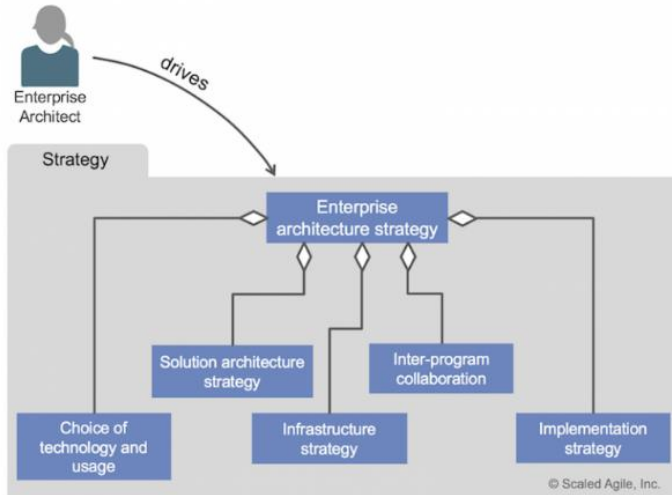 drives
Enterprise
Architect
Strategy
Enterprise
architecture strategy
Solution architecture
strategy
Inter-program
collaboration
Choice of
technology and
usage
Infrastructure
strategy
Implementation
strategy
© Scaled Agile, Inc.